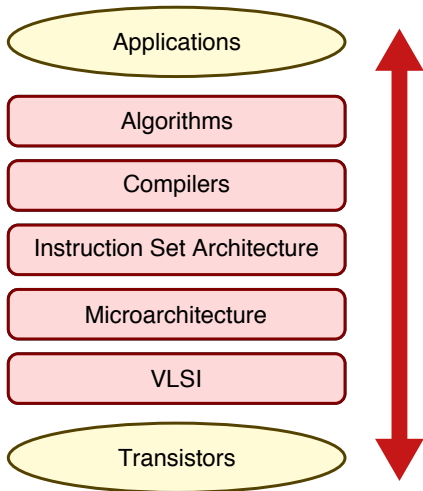 Applications
Algorithms
Compilers
Instruction Set Architecture
Microarchitecture
VLSI
Transistors